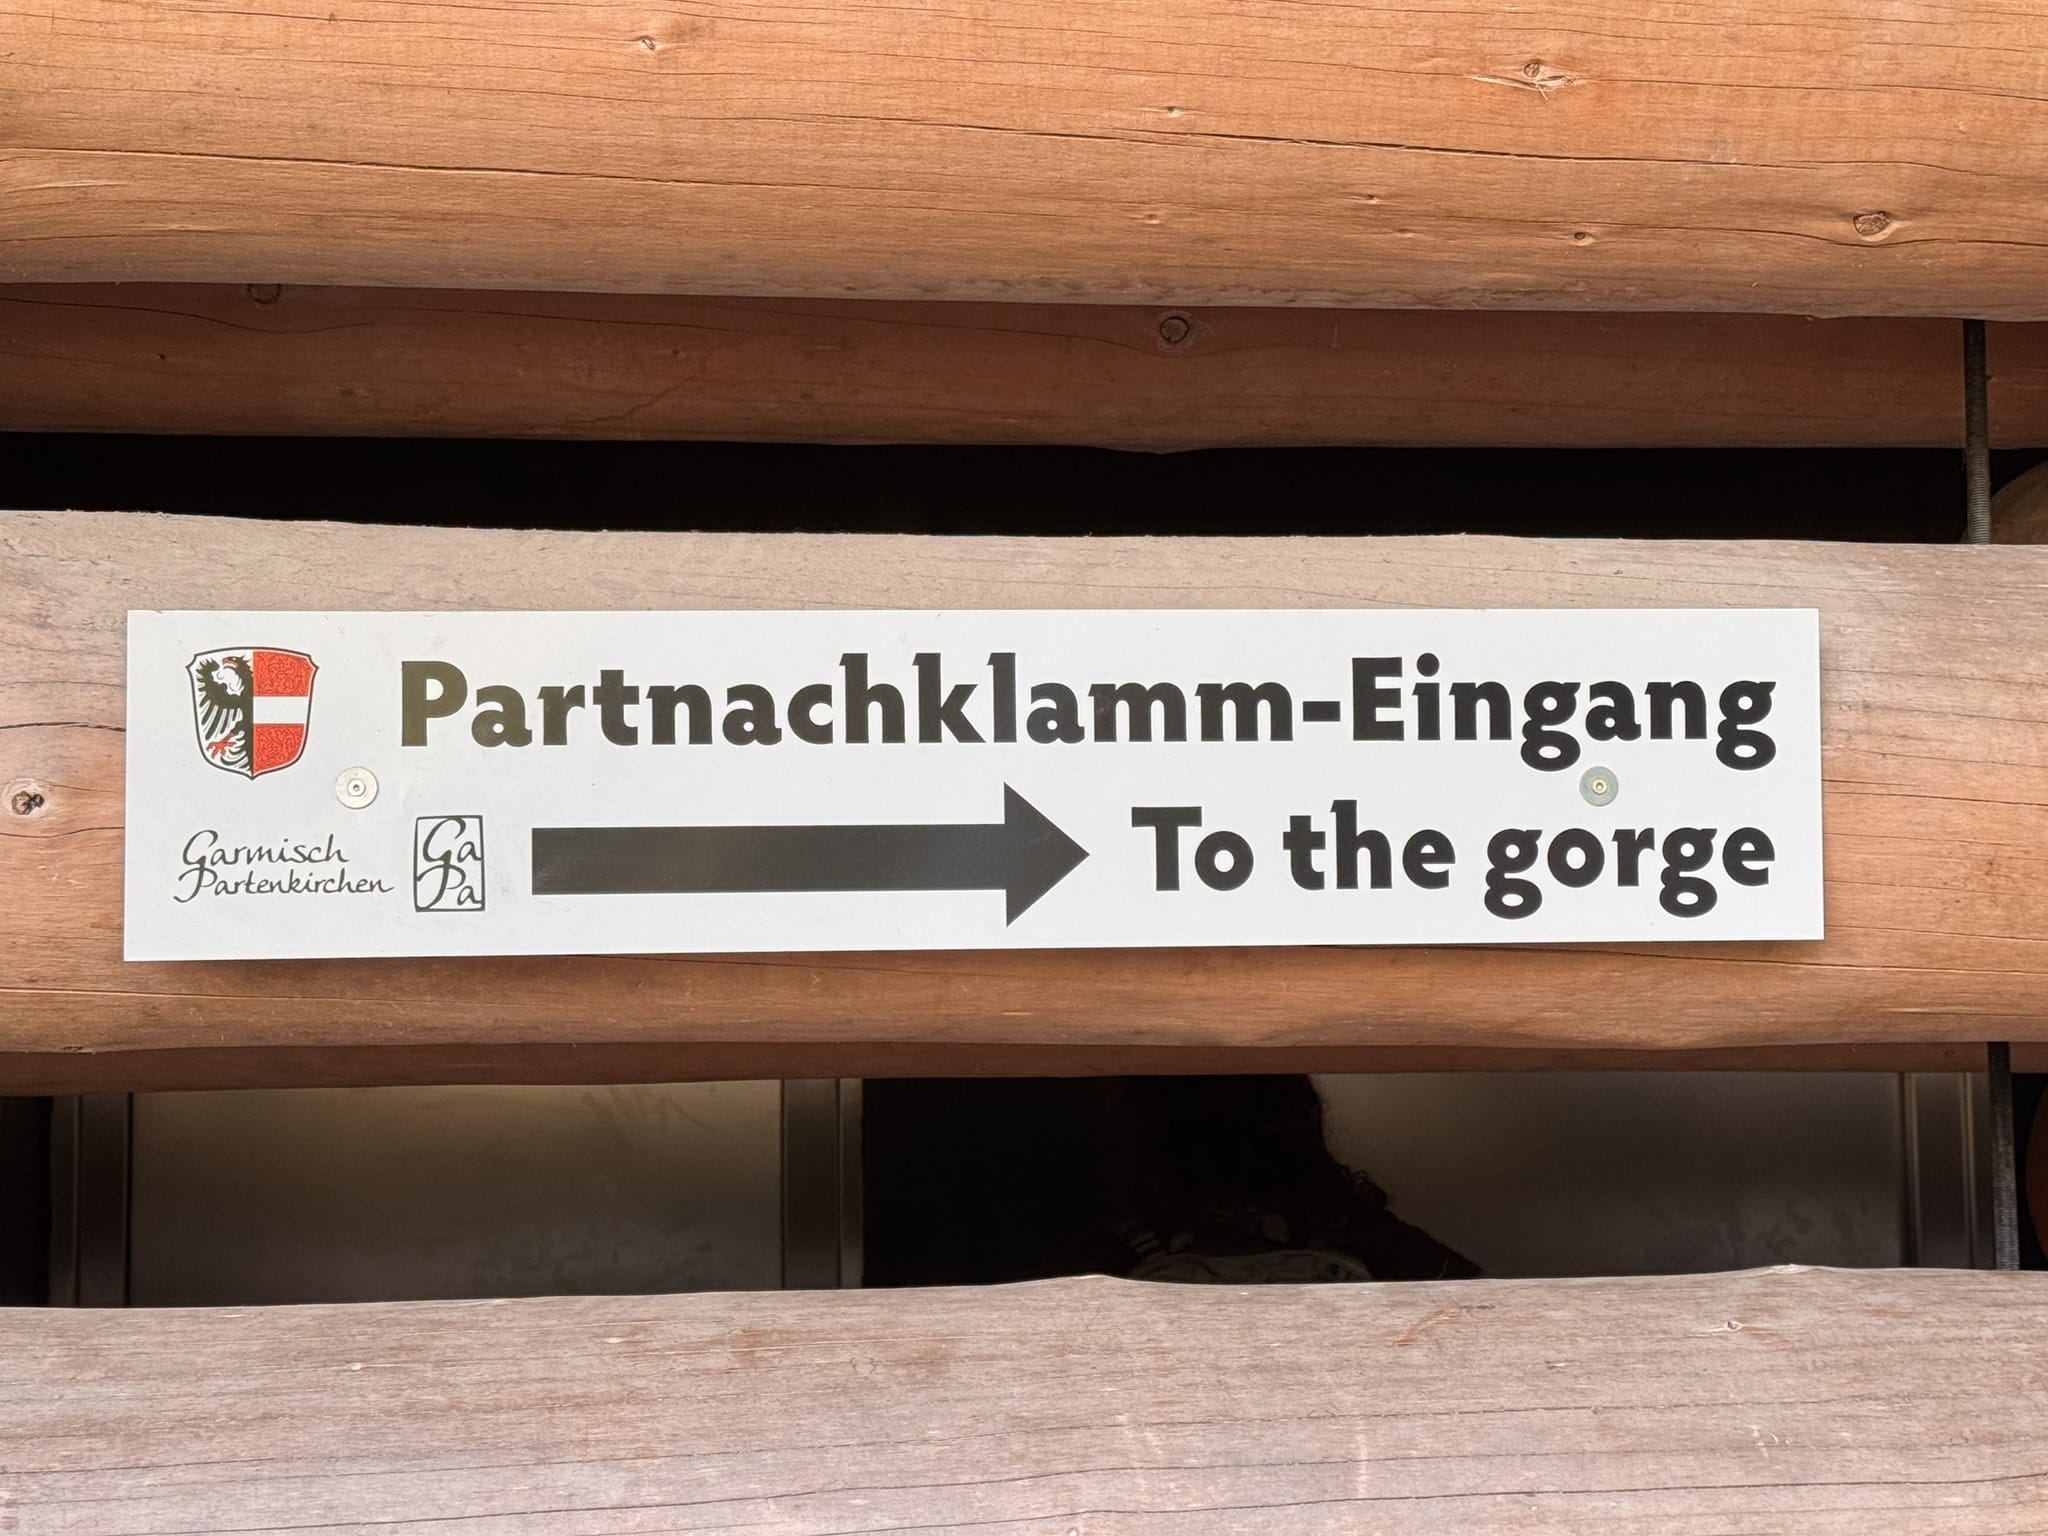 Partnachklamm-Eingang
To the gorge
Garmisch
Partenkirchen
Ga
Pa